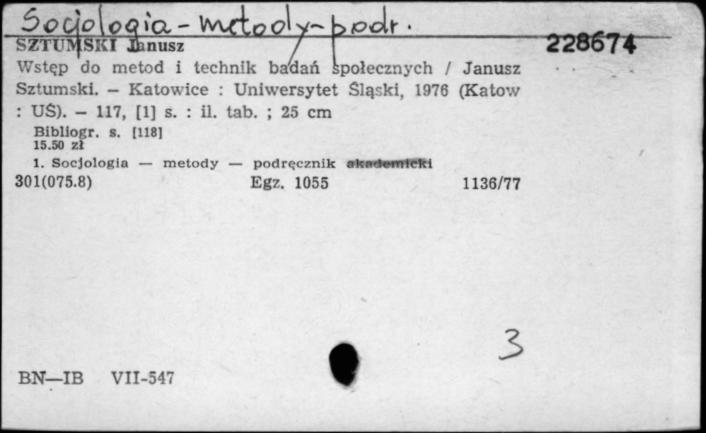 Socjologia - metody - podr.
SZTUMSKI Janusz 228674
Wstęp do metod i technik badań społecznych / Janusz
Sztumski. — Katowice : Uniwersytet Śląski, 1976 (Katow
: UŚ). — 117, [1] s. : il. tab. ; 25 cm
Bibliogr. s. [118]
15.50 zł
1. Socjologia — metody — podręcznik akademicki
301(075.8) Egz. 1055 1136/77
3
BN—IB VII-547